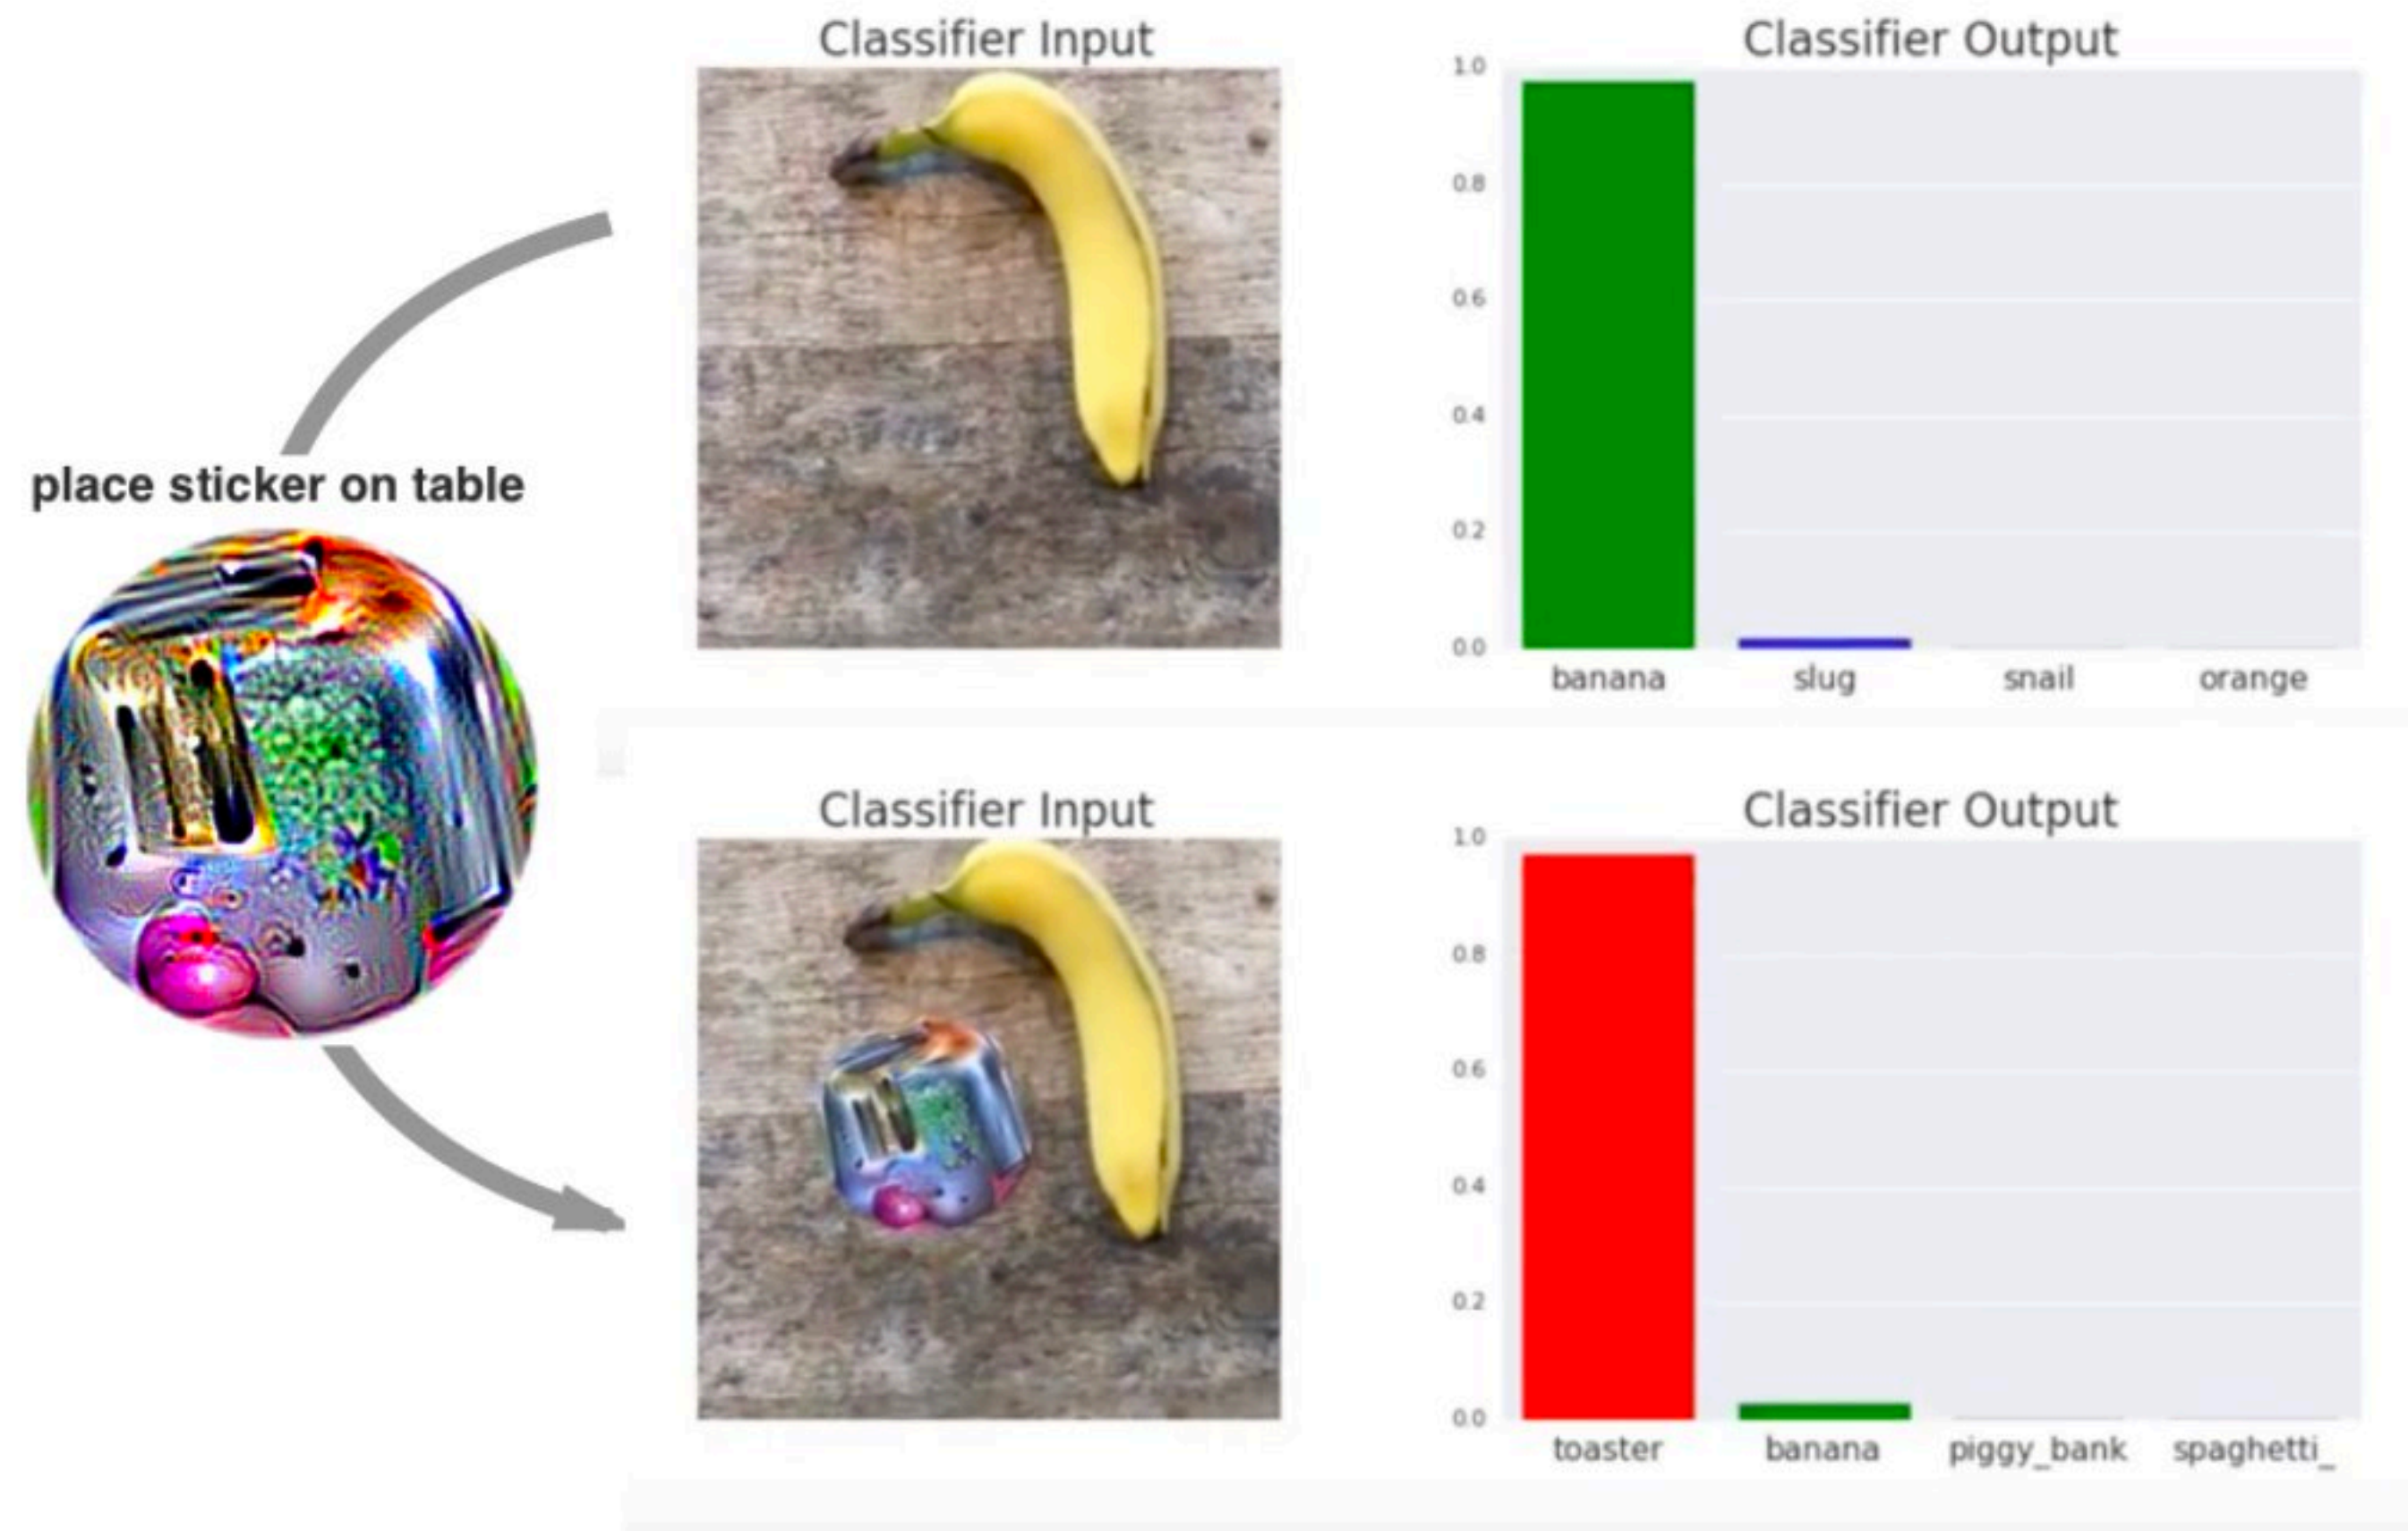 Classifier Input
Classifier Output
1.0
0.8
0.6
0.4
0.2
0.0
banana slug snail orange
place sticker on table
Classifier Input
Classifier Output
1.0
0.8
0.6
0.4
0.2
0.0
toaster banana piggy_bank spaghetti_